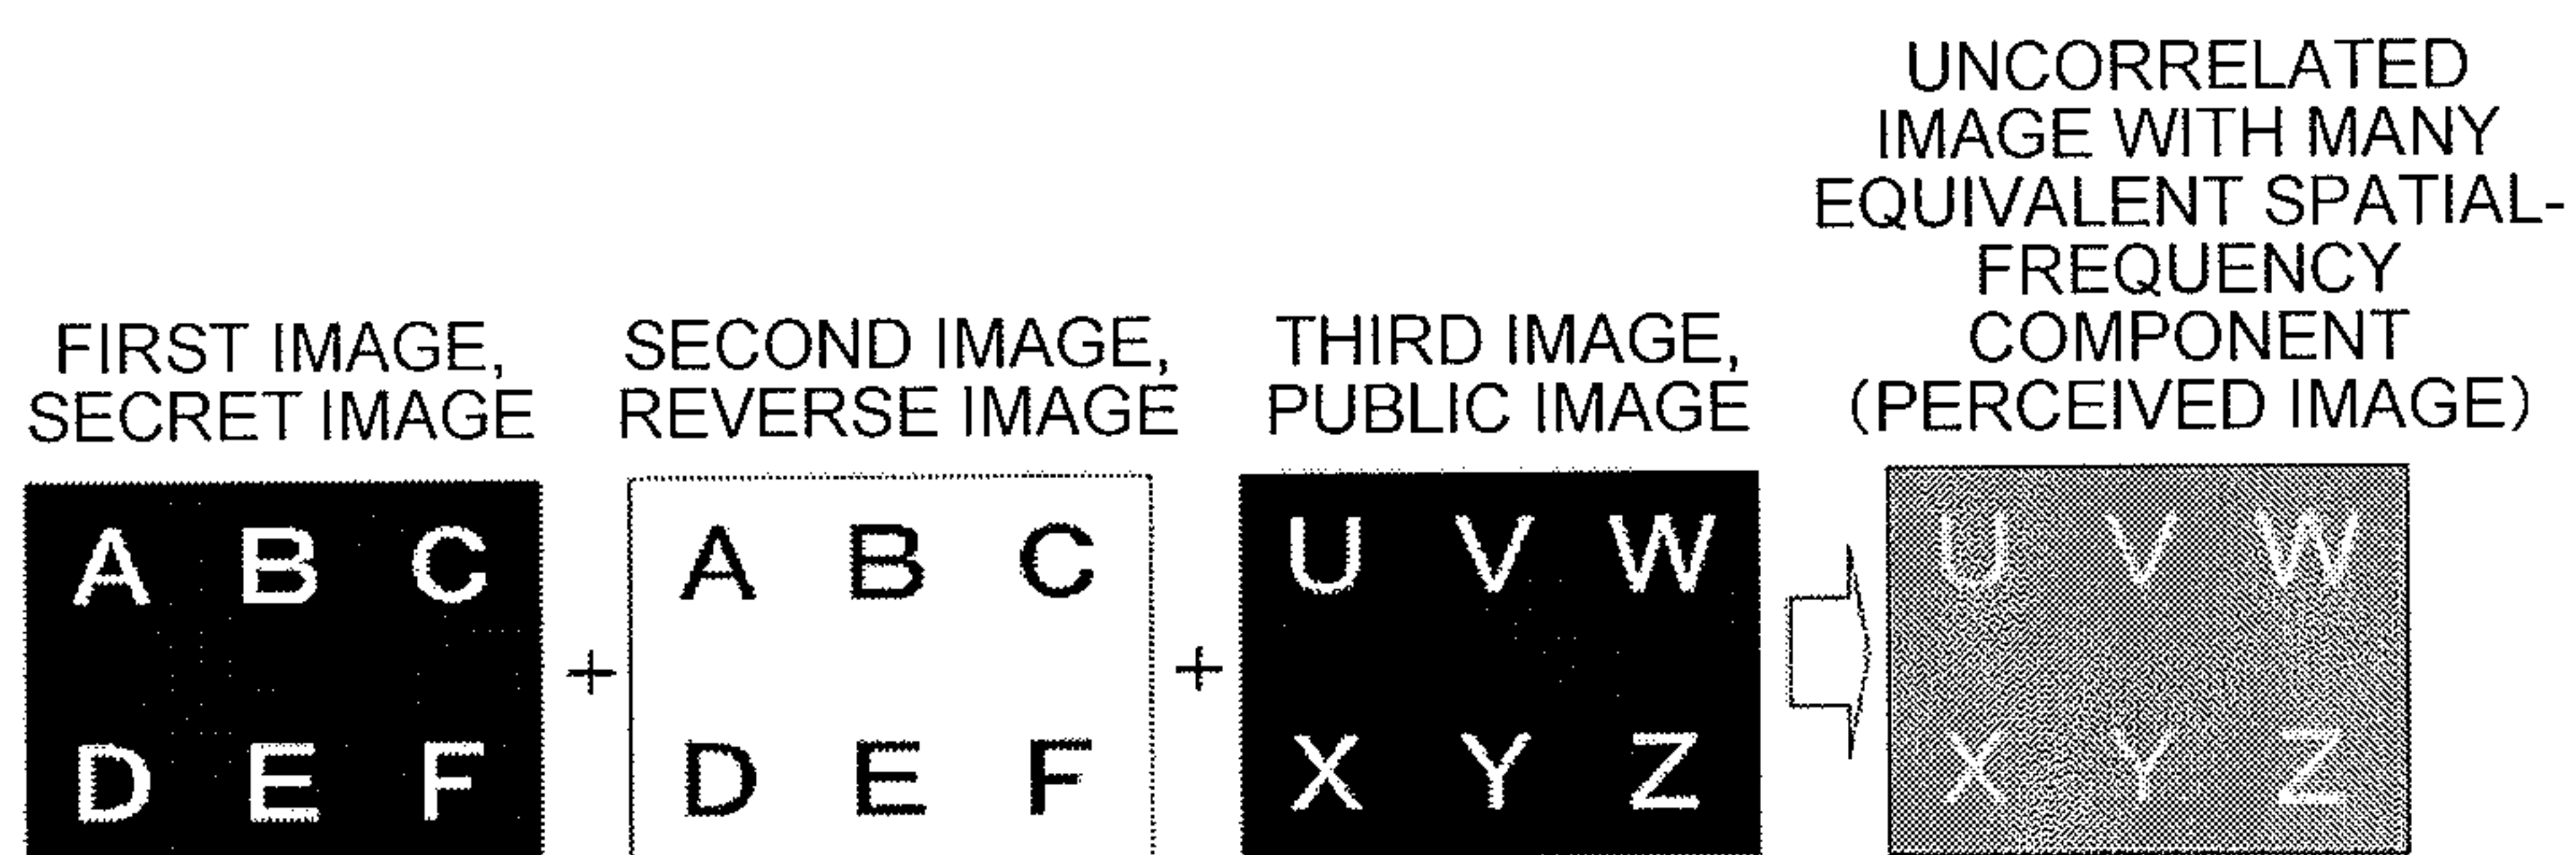 FIRST IMAGE,
SECRET IMAGE
A B C
D E F
+
SECOND IMAGE,
REVERSE IMAGE
A B C
D E F
+
THIRD IMAGE,
PUBLIC IMAGE
U V W
X Y Z
UNCORRELATED
IMAGE WITH MANY
EQUIVALENT SPATIAL-
FREQUENCY
COMPONENT
(PERCEIVED IMAGE)
U V W
X Y Z